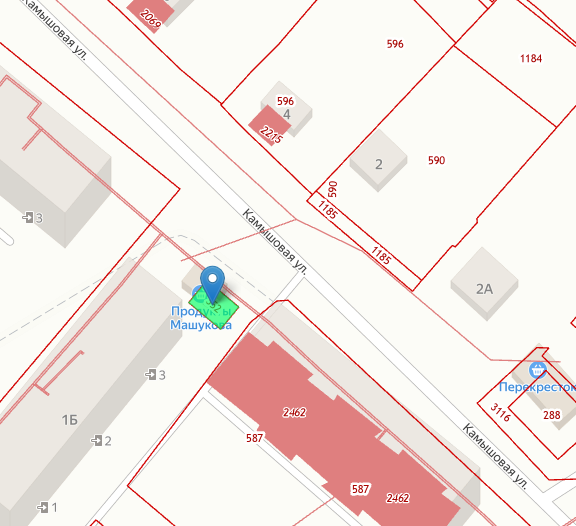 2069
Камышовая ул.
596
1184
596
4
2215
2
590
590
1185
3
Камышовая ул.
1185
2А
Продукты
Машукова
3
Перекресток
3116
288
1Б
2462
587
2
Камышовая ул.
587
2462
1